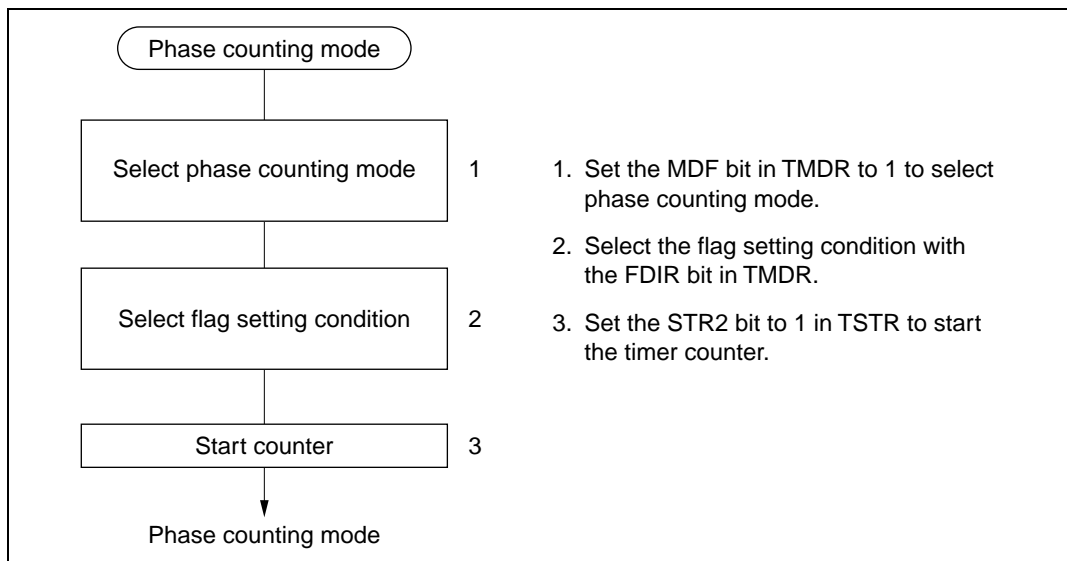 Phase counting mode
Select phase counting mode 1
Select flag setting condition 2
Start counter 3
Phase counting mode
1. Set the MDF bit in TMDR to 1 to select
phase counting mode.
2. Select the flag setting condition with
the FDIR bit in TMDR.
3. Set the STR2 bit to 1 in TSTR to start
the timer counter.